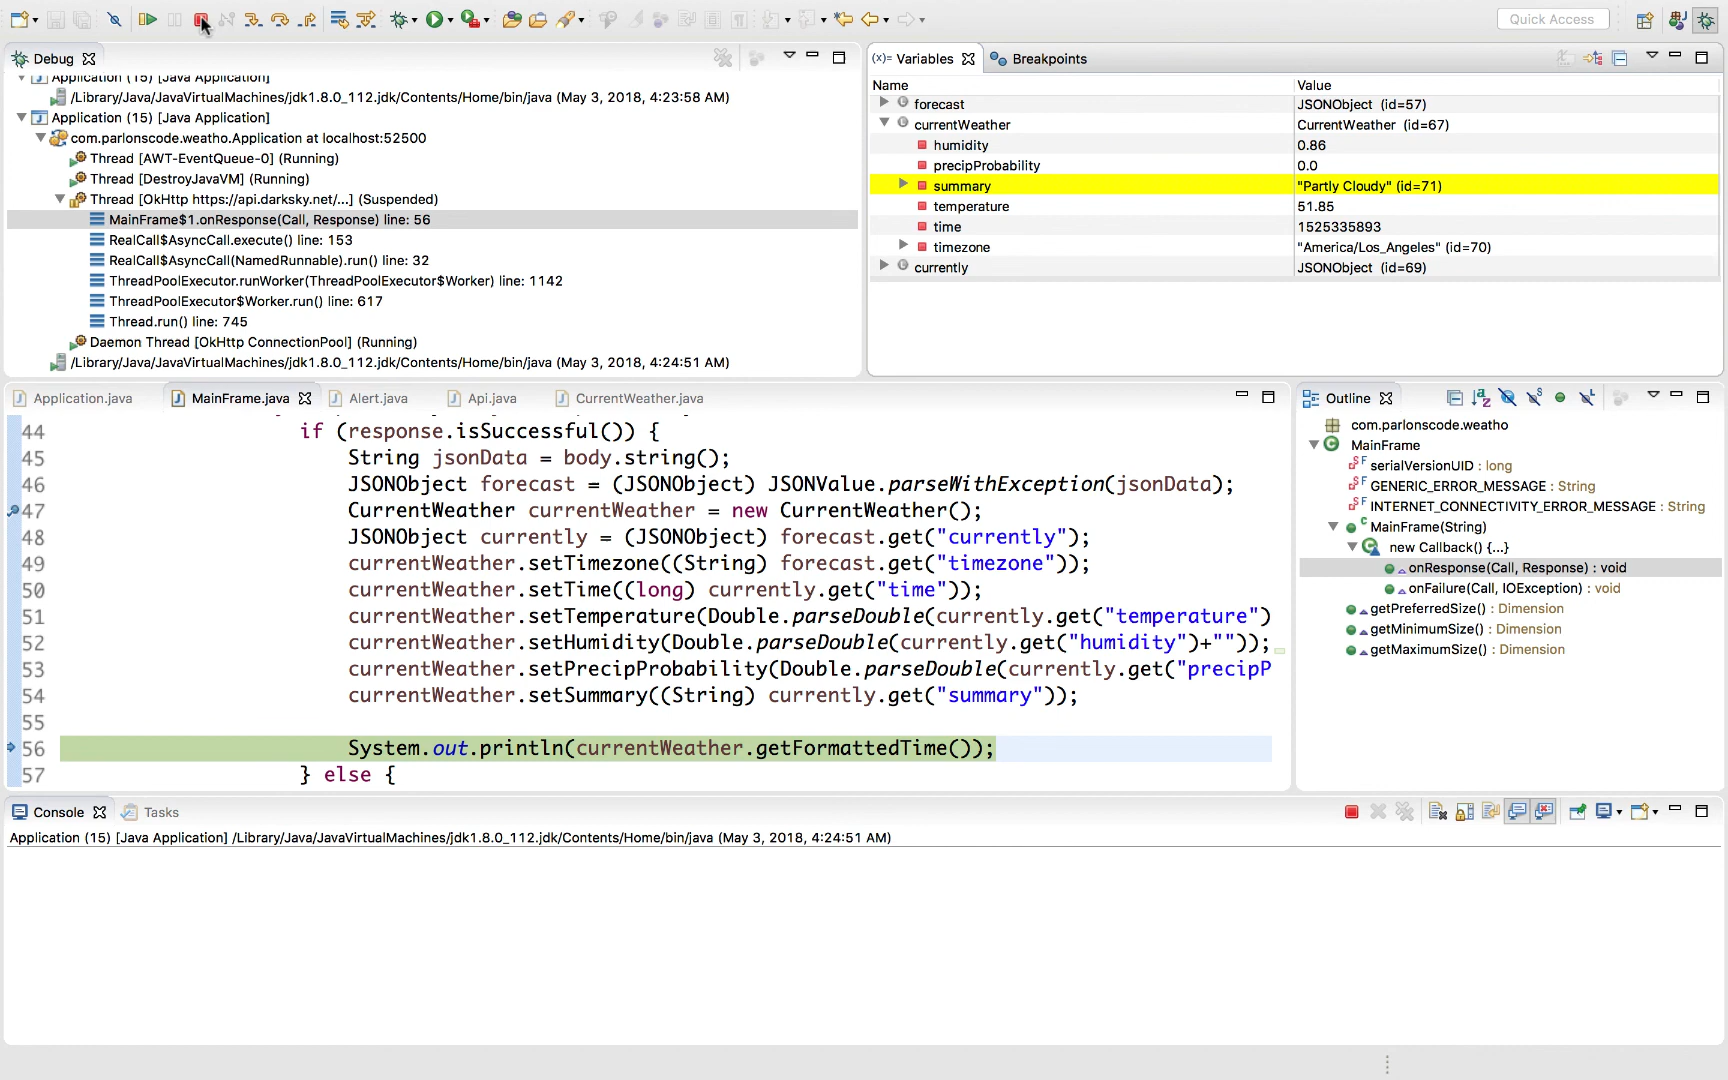 Quick Access
Debug
Application (15) [Java Application]
/Library/Java/JavaVirtualMachines/jdk1.8.0_112.jdk/Contents/Home/bin/java (May 3, 2018, 4:23:58 AM)
Application (15) [Java Application]
com.parlonscode.weatho.Application at localhost:52500
Thread [AWT-EventQueue-0] (Running)
Thread [DestroyJavaVM] (Running)
Thread [OkHttp https://api.darksky.net/...] (Suspended)
MainFrame$1.onResponse(Call, Response) line: 56
RealCall$AsyncCall.execute() line: 153
RealCall$AsyncCall(NamedRunnable).run() line: 32
ThreadPoolExecutor.runWorker(ThreadPoolExecutor$Worker) line: 1142
ThreadPoolExecutor$Worker.run() line: 617
Thread.run() line: 745
Daemon Thread [OkHttp ConnectionPool] (Running)
/Library/Java/JavaVirtualMachines/jdk1.8.0_112.jdk/Contents/Home/bin/java (May 3, 2018, 4:24:51 AM)
(x)= Variables Breakpoints
Name Value
forecast JSONObject (id=57)
currentWeather CurrentWeather (id=67)
humidity 0.86
precipProbability 0.0
summary "Partly Cloudy" (id=71)
temperature 51.85
time 1525335893
timezone "America/Los_Angeles" (id=70)
currently JSONObject (id=69)
Application.java MainFrame.java Alert.java Api.java CurrentWeather.java
44 if (response.isSuccessful()) {
45 String jsonData = body.string();
46 JSONObject forecast = (JSONObject) JSONValue.parseWithException(jsonData);
47 CurrentWeather currentWeather = new CurrentWeather();
48 JSONObject currently = (JSONObject) forecast.get("currently");
49 currentWeather.setTimezone((String) forecast.get("timezone"));
50 currentWeather.setTime((long) currently.get("time"));
51 currentWeather.setTemperature(Double.parseDouble(currently.get("temperature")
52 currentWeather.setHumidity(Double.parseDouble(currently.get("humidity")+""));
53 currentWeather.setPrecipProbability(Double.parseDouble(currently.get("precipP
54 currentWeather.setSummary((String) currently.get("summary"));
55
56 System.out.println(currentWeather.getFormattedTime());
57 } else {
Outline
com.parlonscode.weatho
MainFrame
serialVersionUID : long
GENERIC_ERROR_MESSAGE : String
INTERNET_CONNECTIVITY_ERROR_MESSAGE : String
MainFrame(String)
new Callback() {...}
onResponse(Call, Response) : void
onFailure(Call, IOException) : void
getPreferredSize() : Dimension
getMinimumSize() : Dimension
getMaximumSize() : Dimension
Console Tasks
Application (15) [Java Application] /Library/Java/JavaVirtualMachines/jdk1.8.0_112.jdk/Contents/Home/bin/java (May 3, 2018, 4:24:51 AM)